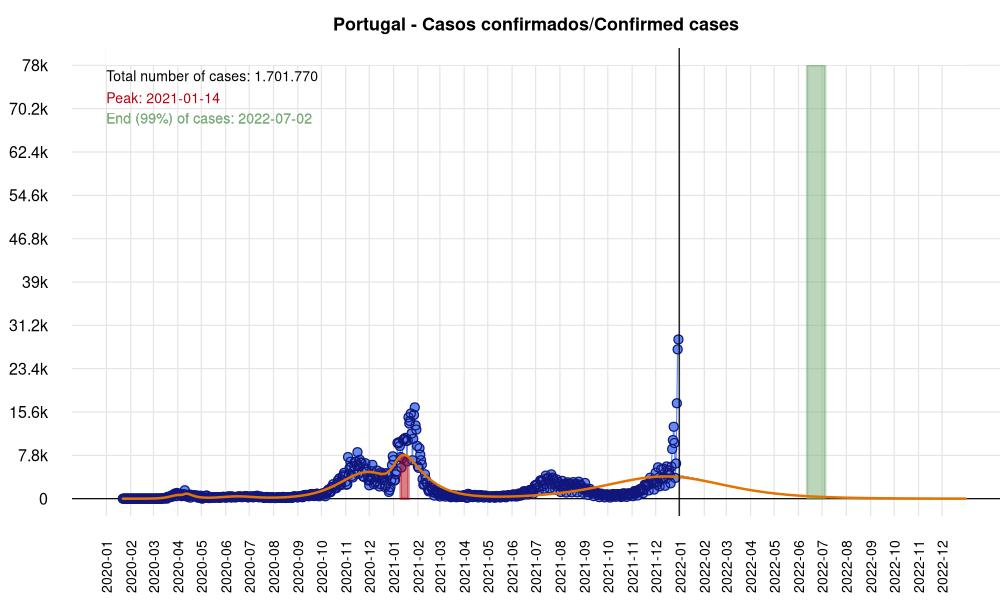 Portugal - Casos confirmados/Confirmed cases
Total number of cases: 1.701.770
Peak: 2021-01-14
End (99%) of cases: 2022-07-02
78k
70.2k
62.4k
54.6k
46.8k
39k
31.2k
23.4k
15.6k
7.8k
0
2020-01
2020-02
2020-03
2020-04
2020-05
2020-06
2020-07
2020-08
2020-09
2020-10
2020-11
2020-12
2021-01
2021-02
2021-03
2021-04
2021-05
2021-06
2021-07
2021-08
2021-09
2021-10
2021-11
2021-12
2022-01
2022-02
2022-03
2022-04
2022-05
2022-06
2022-07
2022-08
2022-09
2022-10
2022-11
2022-12